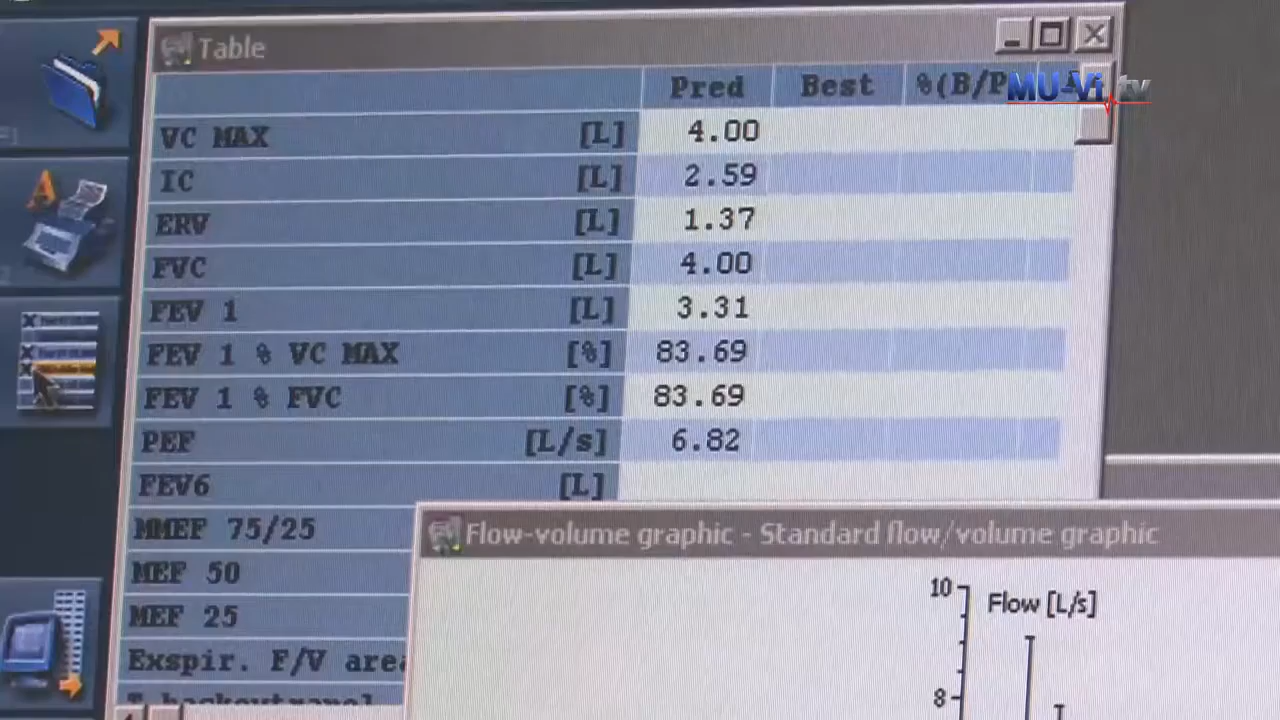 Table
Pred Best %(B/P
MU-Vi.tv
VC MAX [L] 4.00
IC [L] 2.59
ERV [L] 1.37
FVC [L] 4.00
FEV 1 [L] 3.31
FEV 1 % VC MAX [%] 83.69
FEV 1 % FVC [%] 83.69
PEF [L/s] 6.82
FEV6 [L]
MMEF 75/25
MEF 50
MEF 25
Exspir. F/V area
Flow-volume graphic - Standard flow/volume graphic
10 Flow [L/s]
8
A